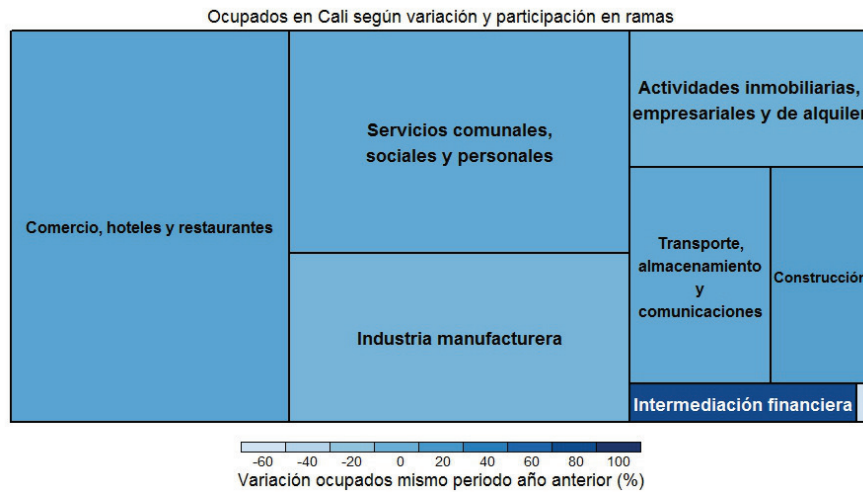 Ocupados en Cali según variación y participación en ramas
Comercio, hoteles y restaurantes
Servicios comunales,
sociales y personales
Industria manufacturera
Actividades inmobiliarias,
empresariales y de alquiler
Transporte,
almacenamiento
y
comunicaciones
Construcción
Intermediación financiera
-60 -40 -20 0 20 40 60 80 100
Variación ocupados mismo periodo año anterior (%)